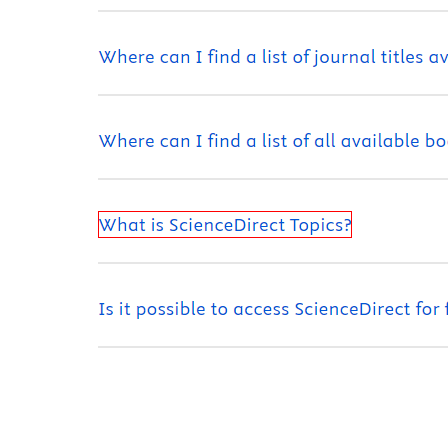 Where can I find a list of journal titles av
Where can I find a list of all available bo
What is ScienceDirect Topics?
Is it possible to access ScienceDirect for f